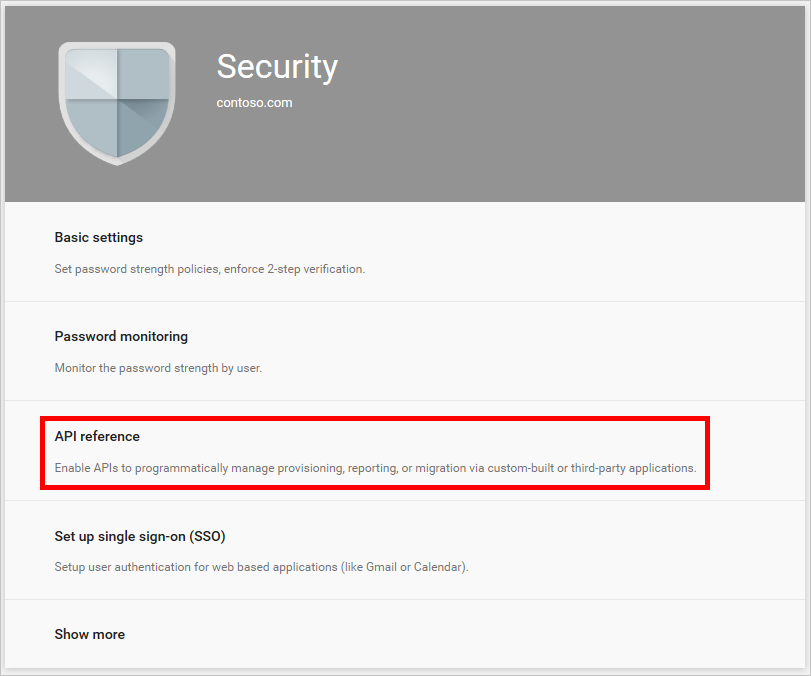 Security
contoso.com
Basic settings
Set password strength policies, enforce 2-step verification.
Password monitoring
Monitor the password strength by user.
API reference
Enable APIs to programmatically manage provisioning, reporting, or migration via custom-built or third-party applications.
Set up single sign-on (SSO)
Setup user authentication for web based applications (like Gmail or Calendar).
Show more